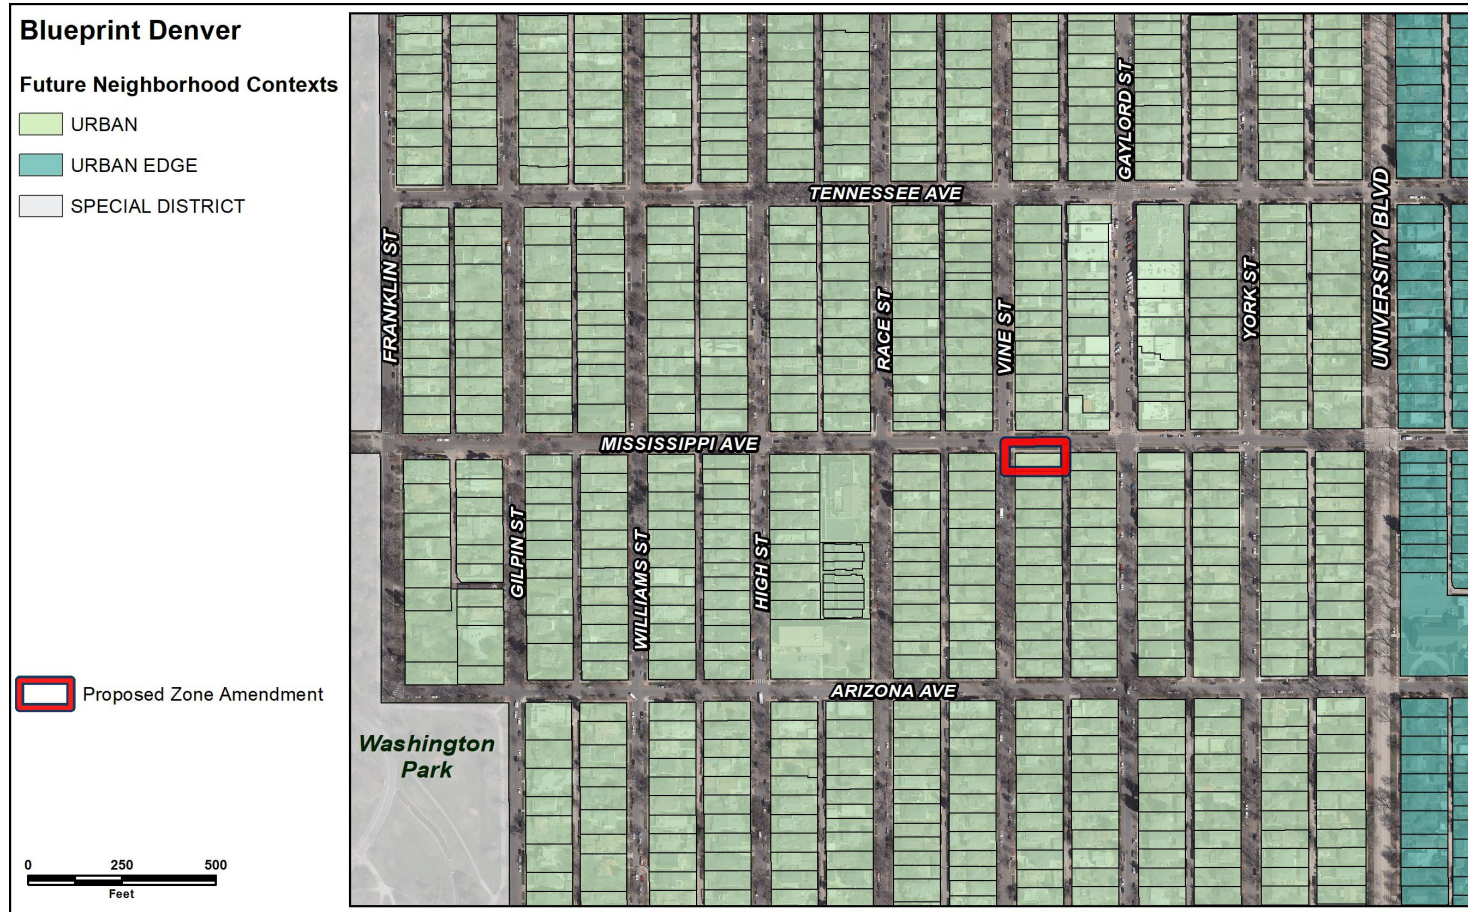 Blueprint Denver
Future Neighborhood Contexts
URBAN
URBAN EDGE
SPECIAL DISTRICT
Proposed Zone Amendment
0 250 500
Feet
GAYLORD ST
TENNESSEE AVE
UNIVERSITY BLVD
FRANKLIN ST
RACE ST
VINE ST
YORK ST
MISSISSIPPI AVE
GILPIN ST
WILLIAMS ST
HIGH ST
ARIZONA AVE
Washington
Park